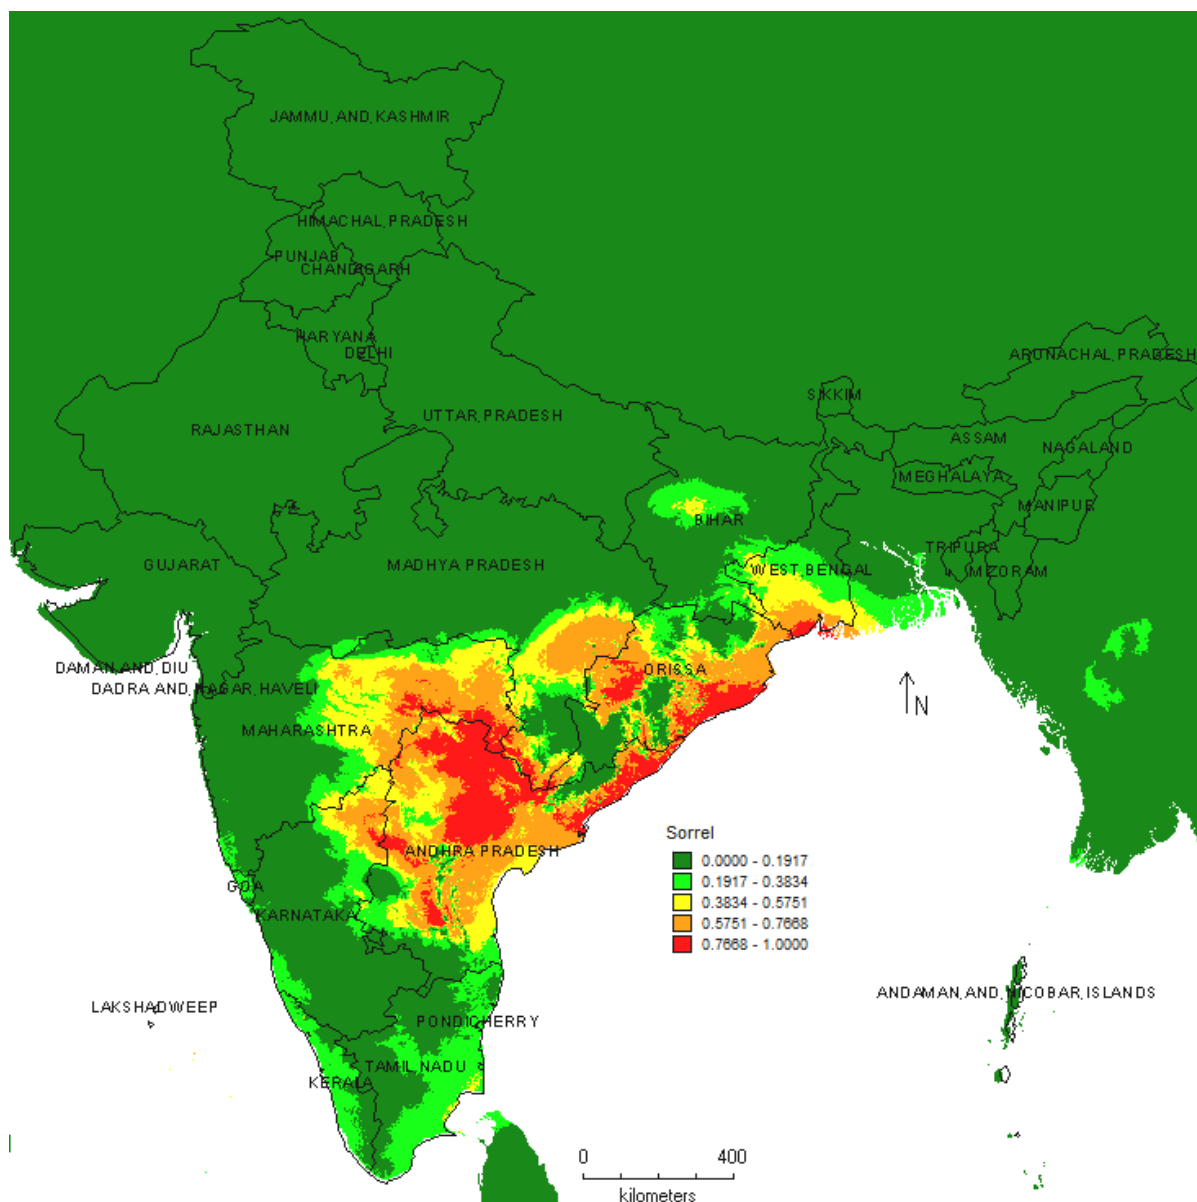 JAMMU,AND,KASHMIR
HIMACHAL,PRADESH
PUNJAB
CHANDIGARH
HARYANA
DELHI
ARUNACHAL,PRADESH
SIKKIM
UTTAR,PRADESH
RAJASTHAN
ASSAM
NAGALAND
MEGHALAYA
MANIPUR
BIHAR
TRIPURA
GUJARAT
MADHYA PRADESH
WEST BENGAL
MIZORAM
DAMAN,AND,DIU
ORISSA
DADRA AND,NAGAR,HAVELI
N
MAHARASHTRA
Sorrel
ANDHRA PRADESH
0.0000 - 0.1917
0.1917 - 0.3834
0.3834 - 0.5751
0.5751 - 0.7668
0.7668 - 1.0000
GOA
KARNATAKA
ANDAMAN,AND,NICOBAR,ISLANDS
LAKSHADWEEP
PONDICHERRY
TAMIL,NADU
KERALA
0 400
kilometers